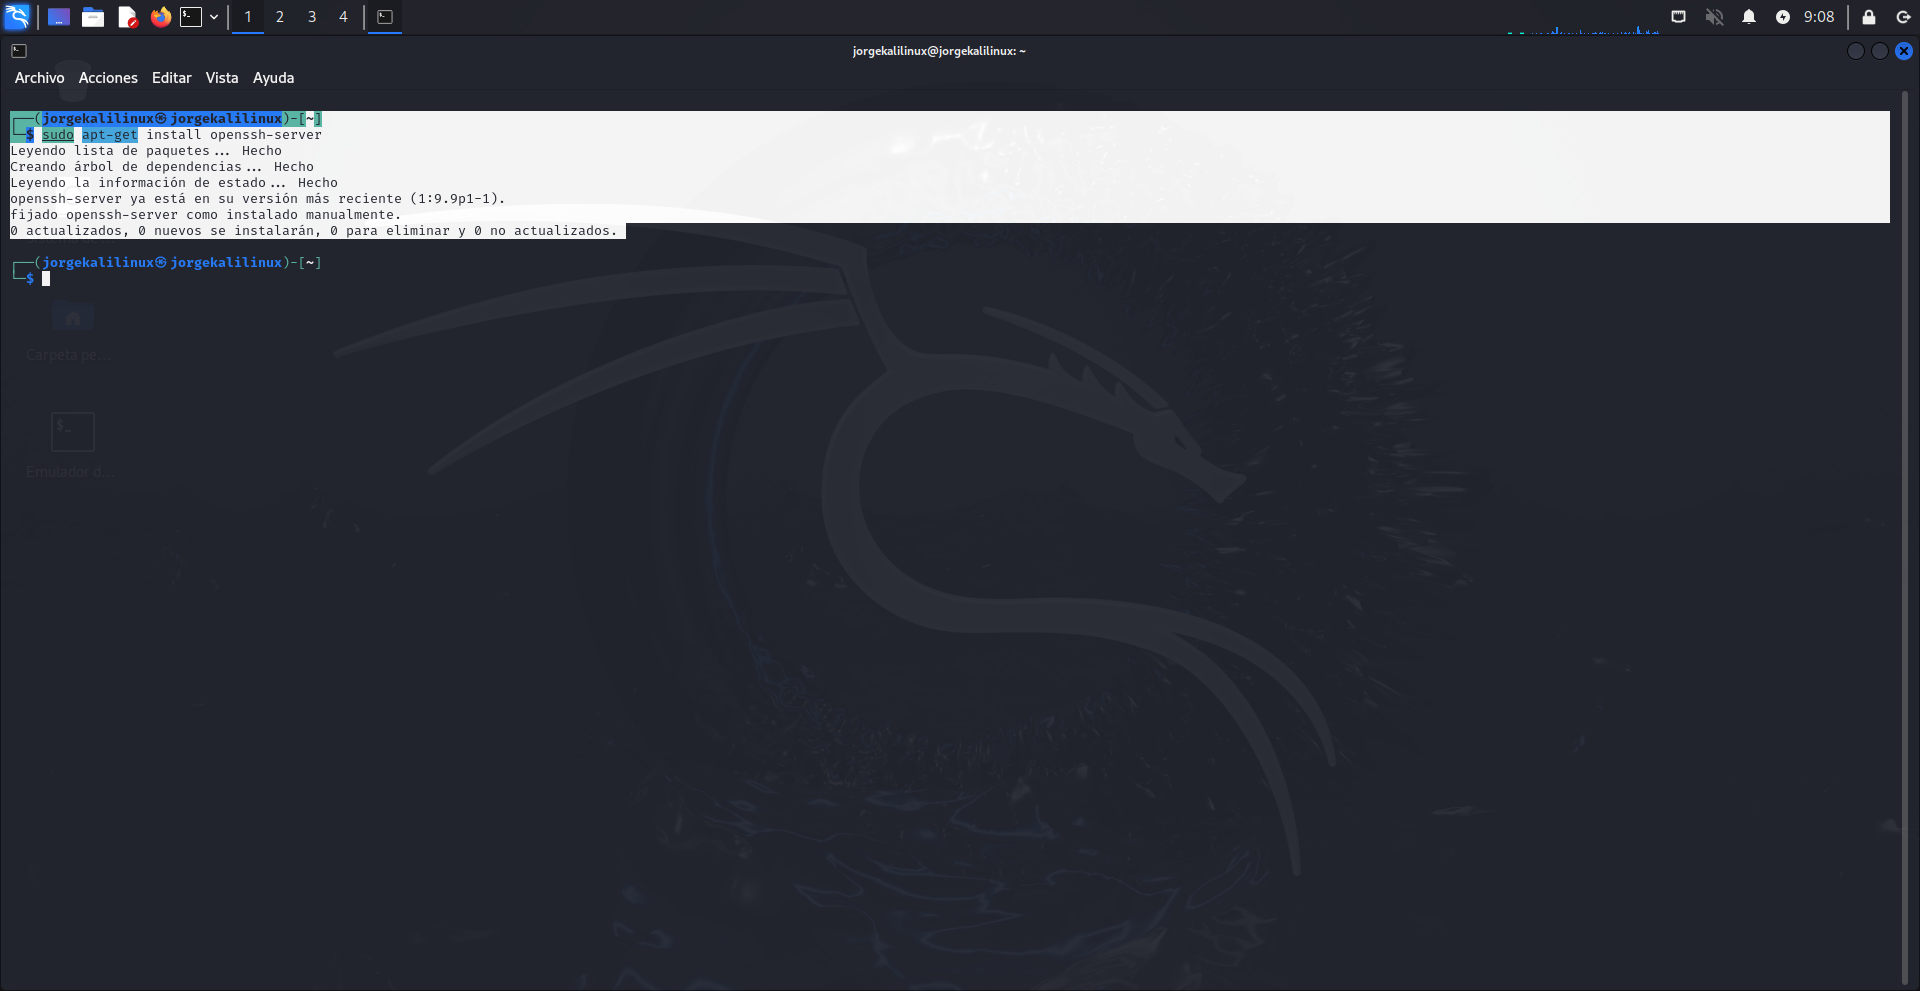 1 2 3 4 9:08
jorgekalilinux@jorgekalilinux: ~
Archivo Acciones Editar Vista Ayuda
┌──(jorgekalilinux㉿jorgekalilinux)-[~]
└─$ sudo apt-get install openssh-server
Leyendo lista de paquetes... Hecho
Creando árbol de dependencias... Hecho
Leyendo la información de estado... Hecho
openssh-server ya está en su versión más reciente (1:9.9p1-1).
fijado openssh-server como instalado manualmente.
0 actualizados, 0 nuevos se instalarán, 0 para eliminar y 0 no actualizados.
┌──(jorgekalilinux㉿jorgekalilinux)-[~]
└─$
Carpeta pe...
$_
Emulador d...